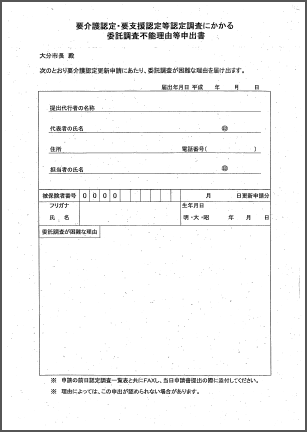 要介護認定・要支援認定等認定調査にかかる
委託調査不能理由等申出書
大分市長 殿
次のとおり要介護認定更新申請にあたり、委託調査が困難な理由を届け出ます。
届出年月日 平成 年 月 日
提出代行者の名称
代表者の氏名 ㊞
住所 電話番号( )
担当者の氏名 ㊞
被保険者番号 0 0 0 0 月 日更新申請分
フリガナ 生年月日
氏 名 明・大・昭 年 月 日
委託調査が困難な理由
※ 申請の前日認定調査一覧表と共にFAXし、当日申請書提出の際に添付してください。
※ 理由によっては、この申出が認められない場合があります。